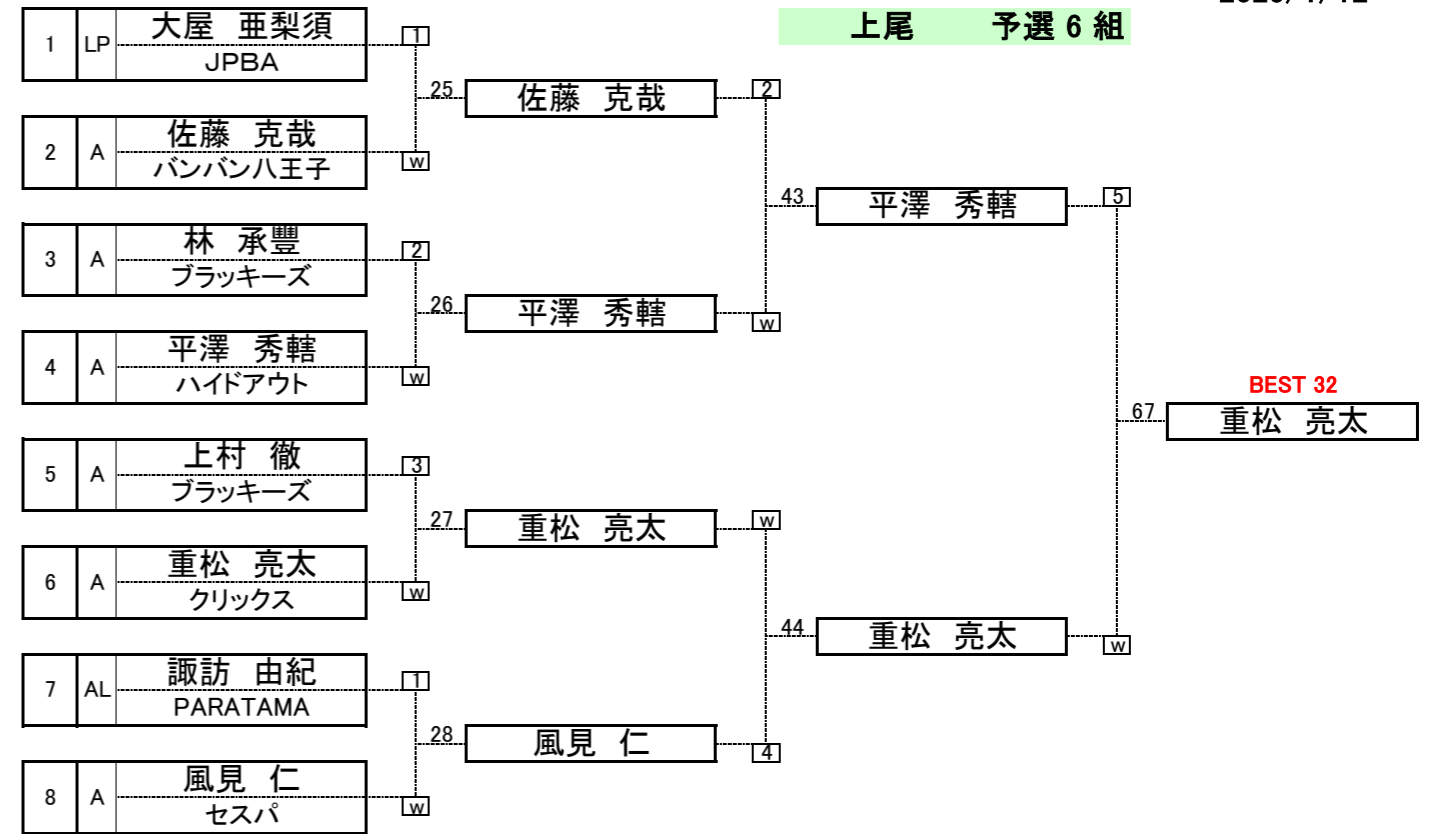 上尾 予選 6 組
1 LP 大屋 亜梨須 1
JPBA
25 佐藤 克哉 2
2 A 佐藤 克哉 w
バンバン八王子
43 平澤 秀轄 5
3 A 林 承豐 2
ブラッキーズ
26 平澤 秀轄 w
4 A 平澤 秀轄 w
ハイドアウト
BEST 32
67 重松 亮太
5 A 上村 徹 3
ブラッキーズ
27 重松 亮太 w
6 A 重松 亮太 w
クリックス
44 重松 亮太 w
7 AL 諏訪 由紀 1
PARATAMA
28 風見 仁 4
8 A 風見 仁 w
セスパ